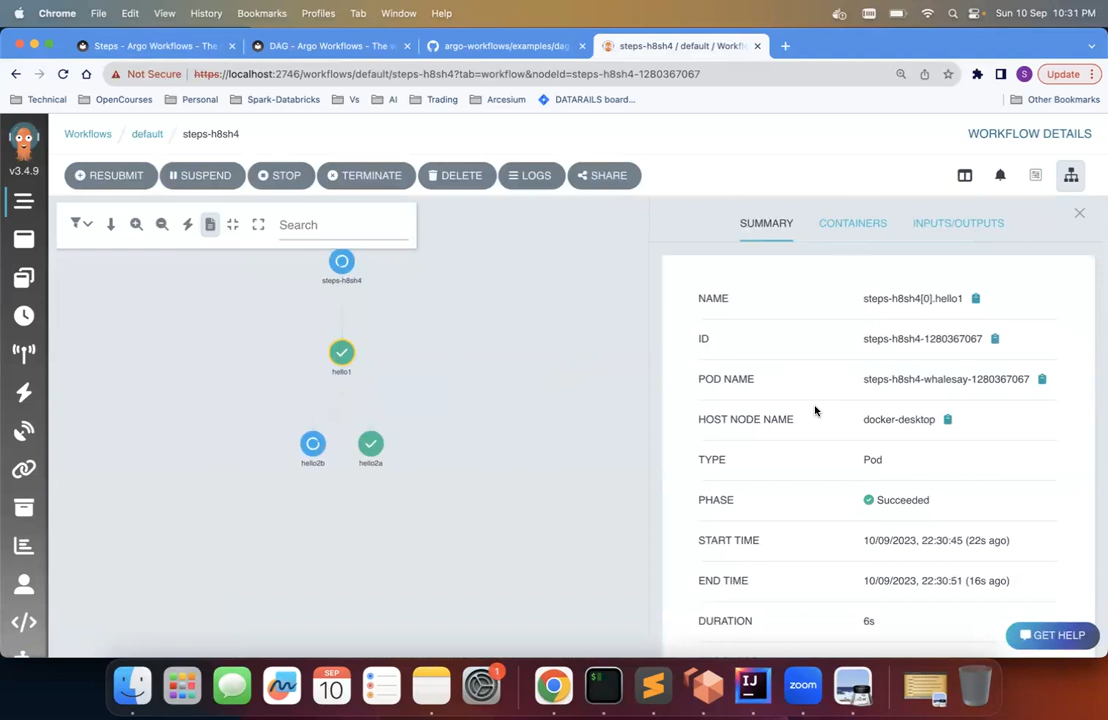 Chrome File Edit View History Bookmarks Profiles Tab Window Help Sun 10 Sep 10:31 PM
Steps - Argo Workflows - The DAG - Argo Workflows - The w argo-workflows/examples/dag steps-h8sh4 / default / Workfl
Not Secure https://localhost:2746/workflows/default/steps-h8sh4?tab=workflow&nodeId=steps-h8sh4-1280367067 S Update
Technical OpenCourses Personal Spark-Databricks Vs AI Trading Arcesium DATARAILS board... Other Bookmarks
Workflows / default / steps-h8sh4 WORKFLOW DETAILS
v3.4.9
RESUBMIT SUSPEND STOP TERMINATE DELETE LOGS SHARE
Search
SUMMARY CONTAINERS INPUTS/OUTPUTS
steps-h8sh4
hello1
hello2b hello2a
NAME steps-h8sh4[0].hello1
ID steps-h8sh4-1280367067
POD NAME steps-h8sh4-whalesay-1280367067
HOST NODE NAME docker-desktop
TYPE Pod
PHASE Succeeded
START TIME 10/09/2023, 22:30:45 (22s ago)
END TIME 10/09/2023, 22:30:51 (16s ago)
DURATION 6s
GET HELP
SEP
10
1
zoom